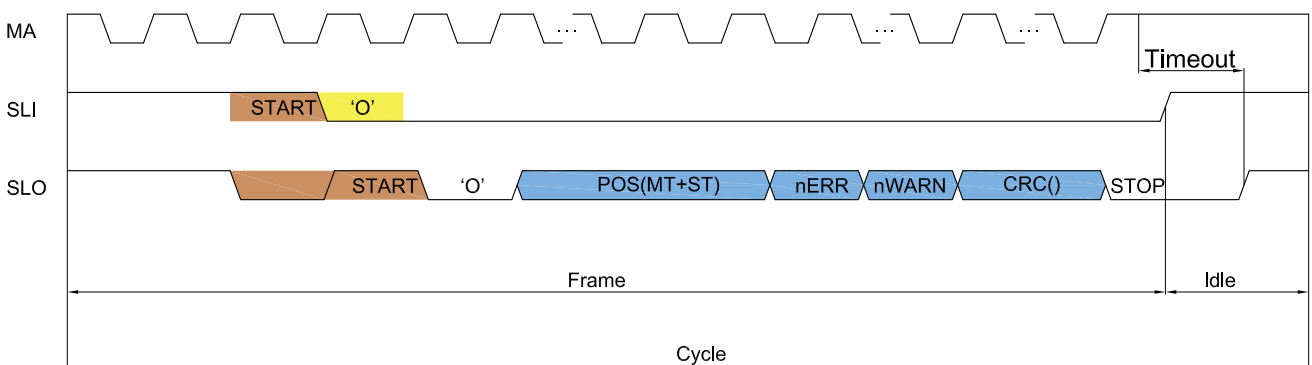 MA ... ... ...
Timeout
SLI START 'O'
SLO START 'O' POS(MT+ST) nERR nWARN CRC() STOP
Frame Idle
Cycle